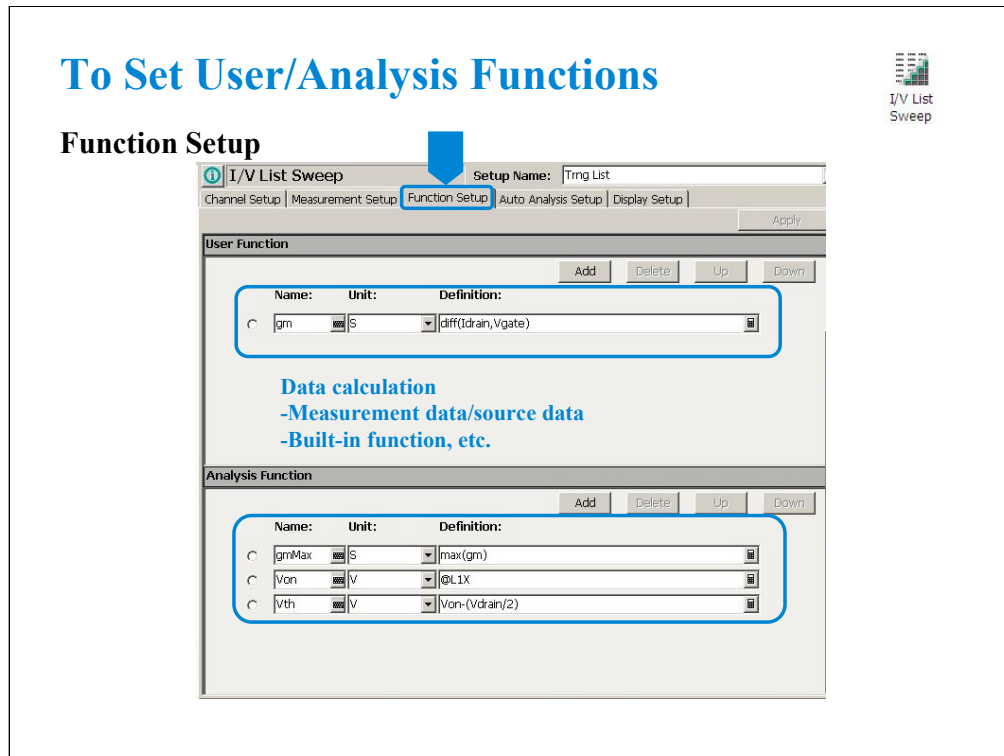 To Set User/Analysis Functions
I/V List
Sweep
Function Setup
I/V List Sweep Setup Name: Trng List
Channel Setup Measurement Setup Function Setup Auto Analysis Setup Display Setup
Apply
User Function
Add Delete Up Down
Name: Unit: Definition:
gm S diff(Idrain,Vgate)
Data calculation
-Measurement data/source data
-Built-in function, etc.
Analysis Function
Add Delete Up Down
Name: Unit: Definition:
gmMax S max(gm)
Von V @L1X
Vth V Von-(Vdrain/2)